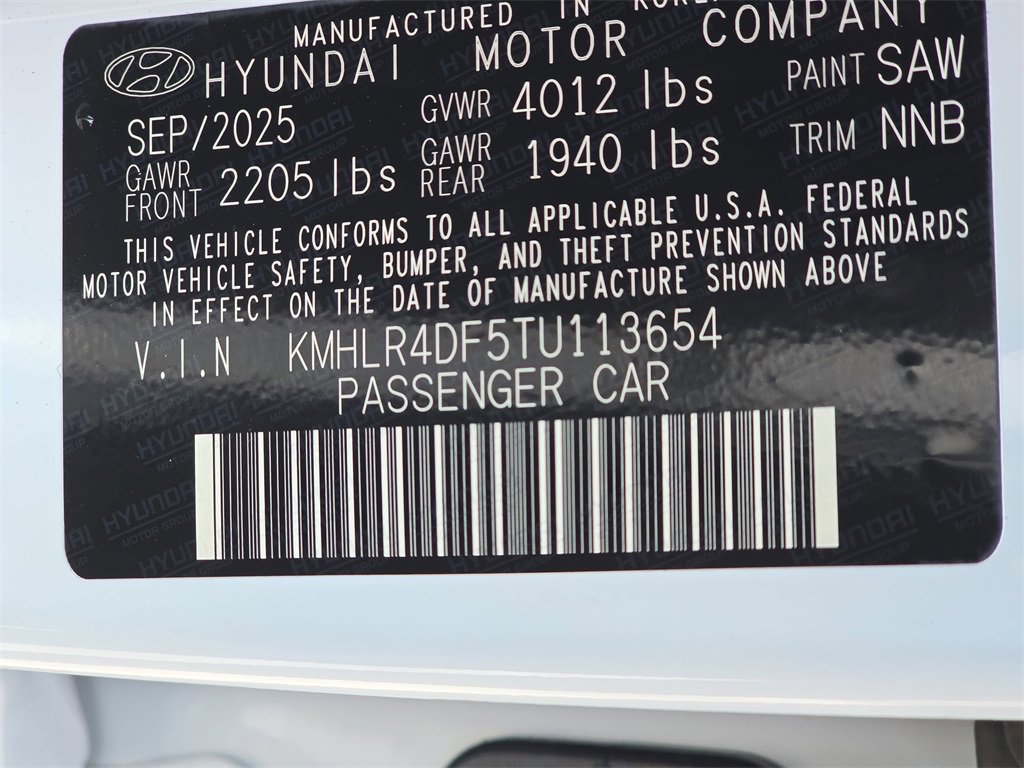 MANUFACTURED IN KOREA
HYUNDAI MOTOR COMPANY
SEP/2025 GVWR 4012 lbs PAINT SAW
GAWR FRONT 2205 lbs GAWR REAR 1940 lbs TRIM NNB
THIS VEHICLE CONFORMS TO ALL APPLICABLE U.S.A. FEDERAL
MOTOR VEHICLE SAFETY, BUMPER, AND THEFT PREVENTION STANDARDS
IN EFFECT ON THE DATE OF MANUFACTURE SHOWN ABOVE
V.I.N KMHLR4DF5TU113654
PASSENGER CAR